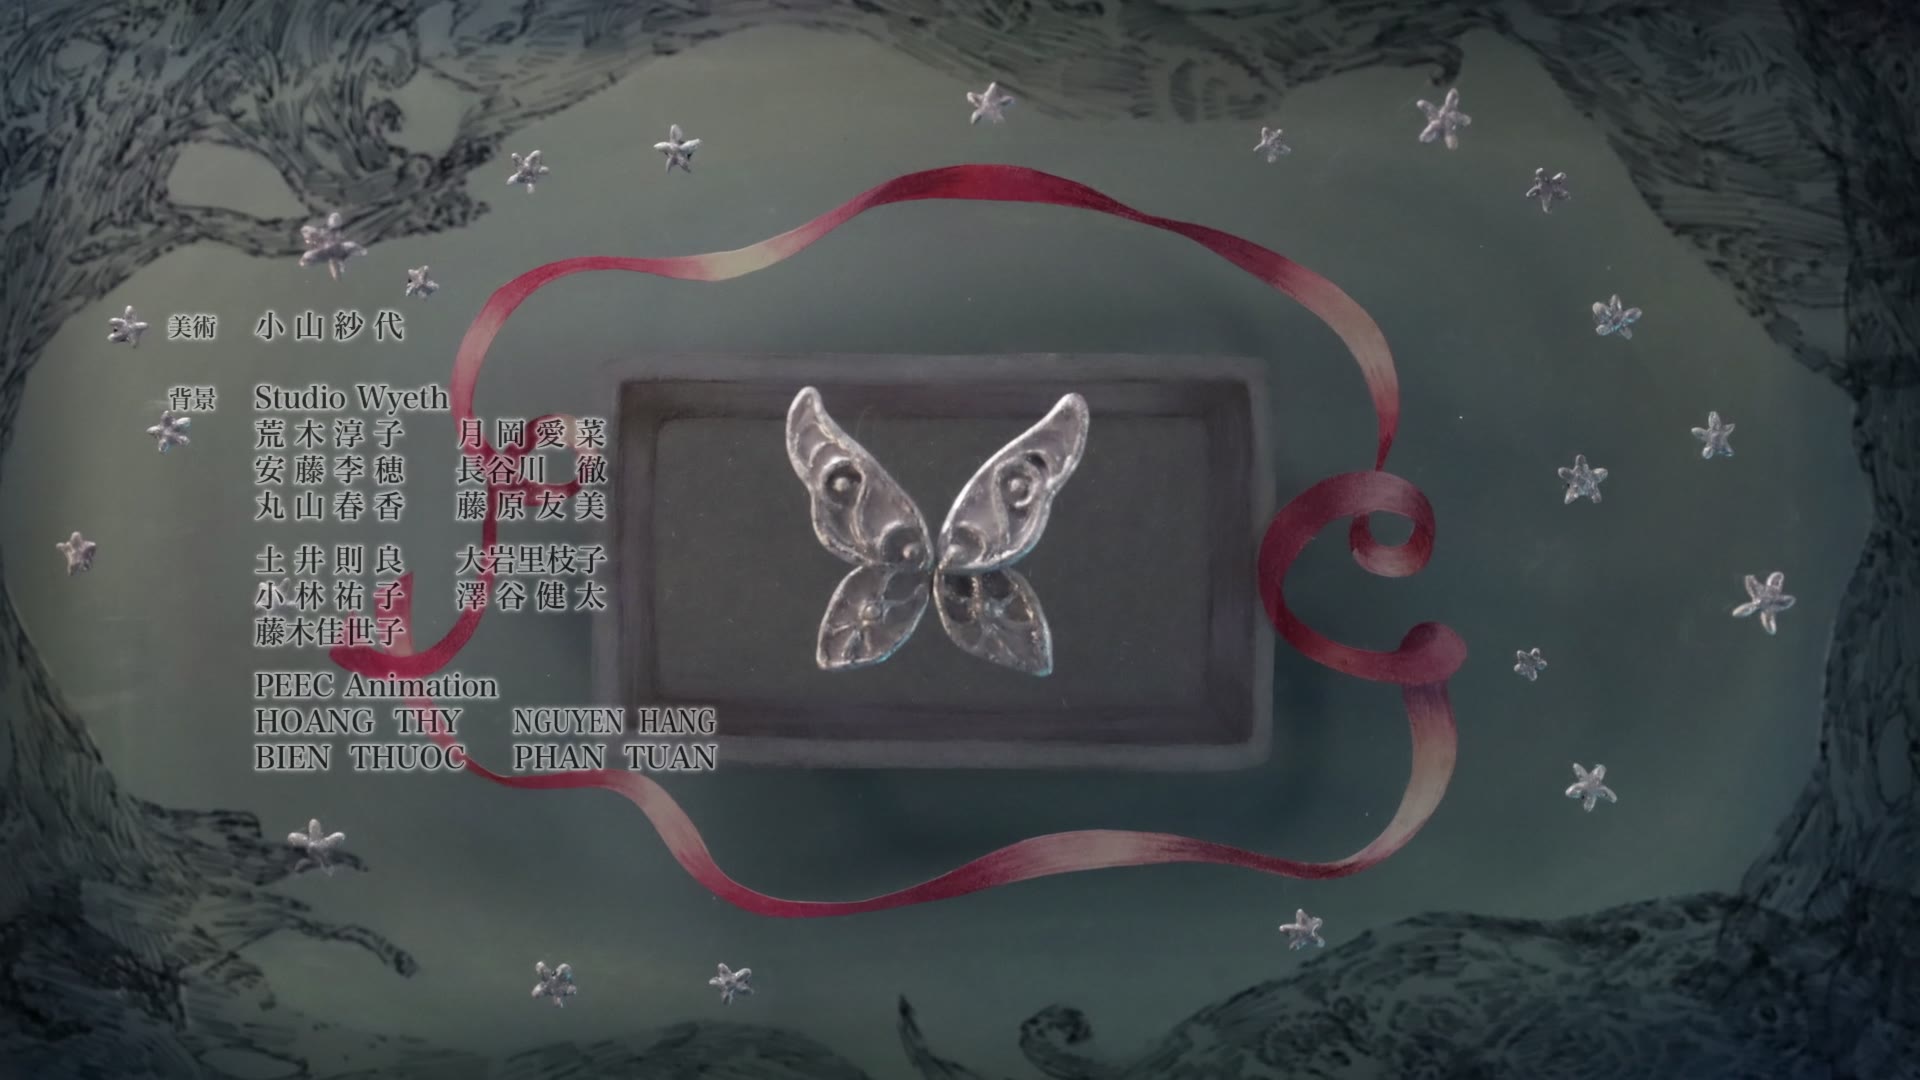 美術 小山紗代
背景 Studio Wyeth
荒木淳子 月岡愛菜
安藤李穂 長谷川 徹
丸山春香 藤原友美
土井則良 大岩里枝子
小林祐子 澤谷健太
藤木佳世子
PEEC Animation
HOANG THY NGUYEN HANG
BIEN THUOC PHAN TUAN